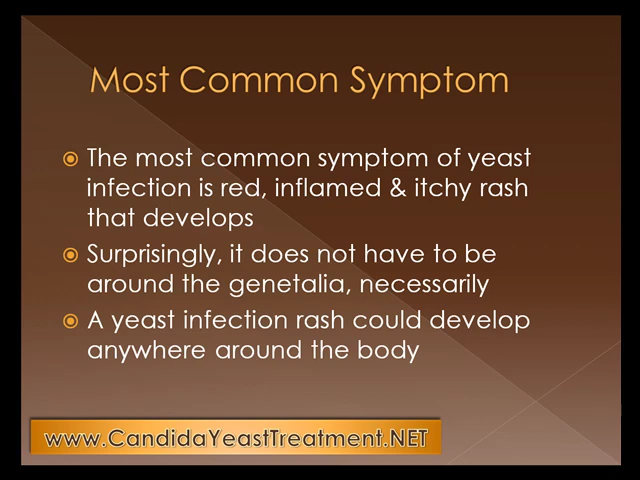 Most Common Symptom
The most common symptom of yeast
infection is red, inflamed & itchy rash
that develops
Surprisingly, it does not have to be
around the genetalia, necessarily
A yeast infection rash could develop
anywhere around the body
www.CandidaYeastTreatment.NET